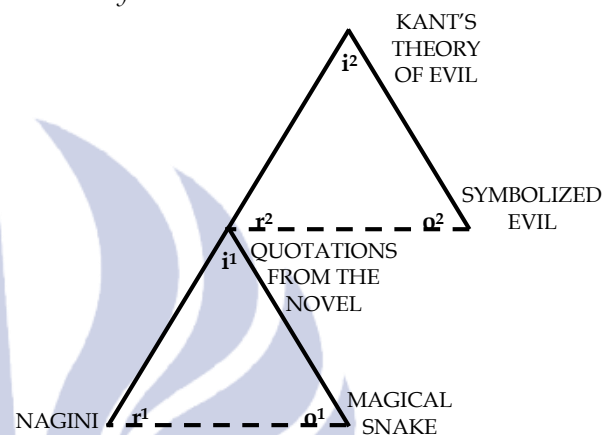 KANT'S
THEORY
OF EVIL
i²
SYMBOLIZED
EVIL
r²
o²
i¹
QUOTATIONS
FROM THE
NOVEL
MAGICAL
SNAKE
NAGINI
r¹
o¹